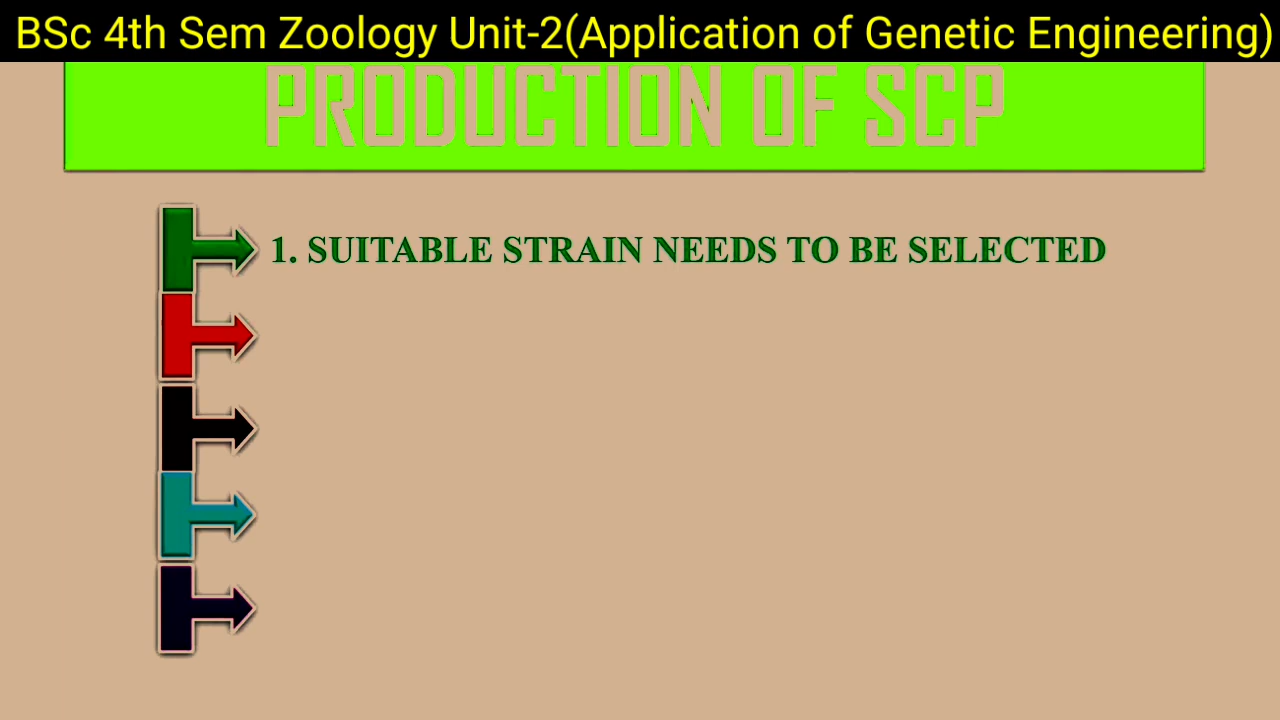 BSc 4th Sem Zoology Unit-2(Application of Genetic Engineering)
PRODUCTION OF SCP
1. SUITABLE STRAIN NEEDS TO BE SELECTED